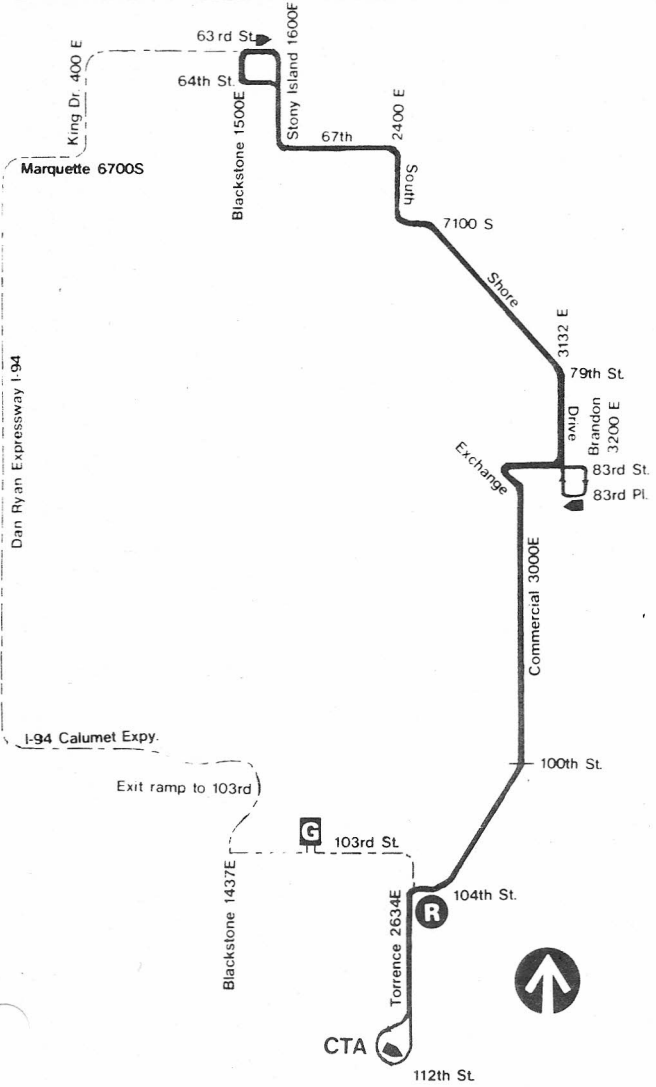 63rd St.
64th St.
King Dr. 400 E
Marquette 6700S
Blackstone 1500E
Stony Island 1600E
67th
2400 E
South
7100 S
Shore
3132 E
79th St.
Drive
Brandon
3200 E
83rd St.
83rd Pl.
Exchange
Dan Ryan Expressway I-94
Commercial 3000E
I-94 Calumet Expy.
100th St.
Exit ramp to 103rd
G
103rd St.
Blackstone 1437E
104th St.
R
Torrence 2634E
CTA
112th St.